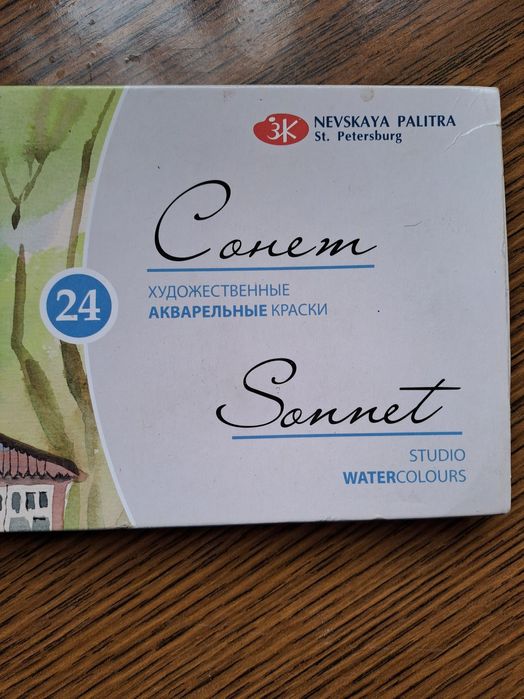 ЗК
NEVSKAYA PALITRA
St. Petersburg
Сонет
ХУДОЖЕСТВЕННЫЕ
АКВАРЕЛЬНЫЕ КРАСКИ
24
Sonnet
STUDIO
WATERCOLOURS